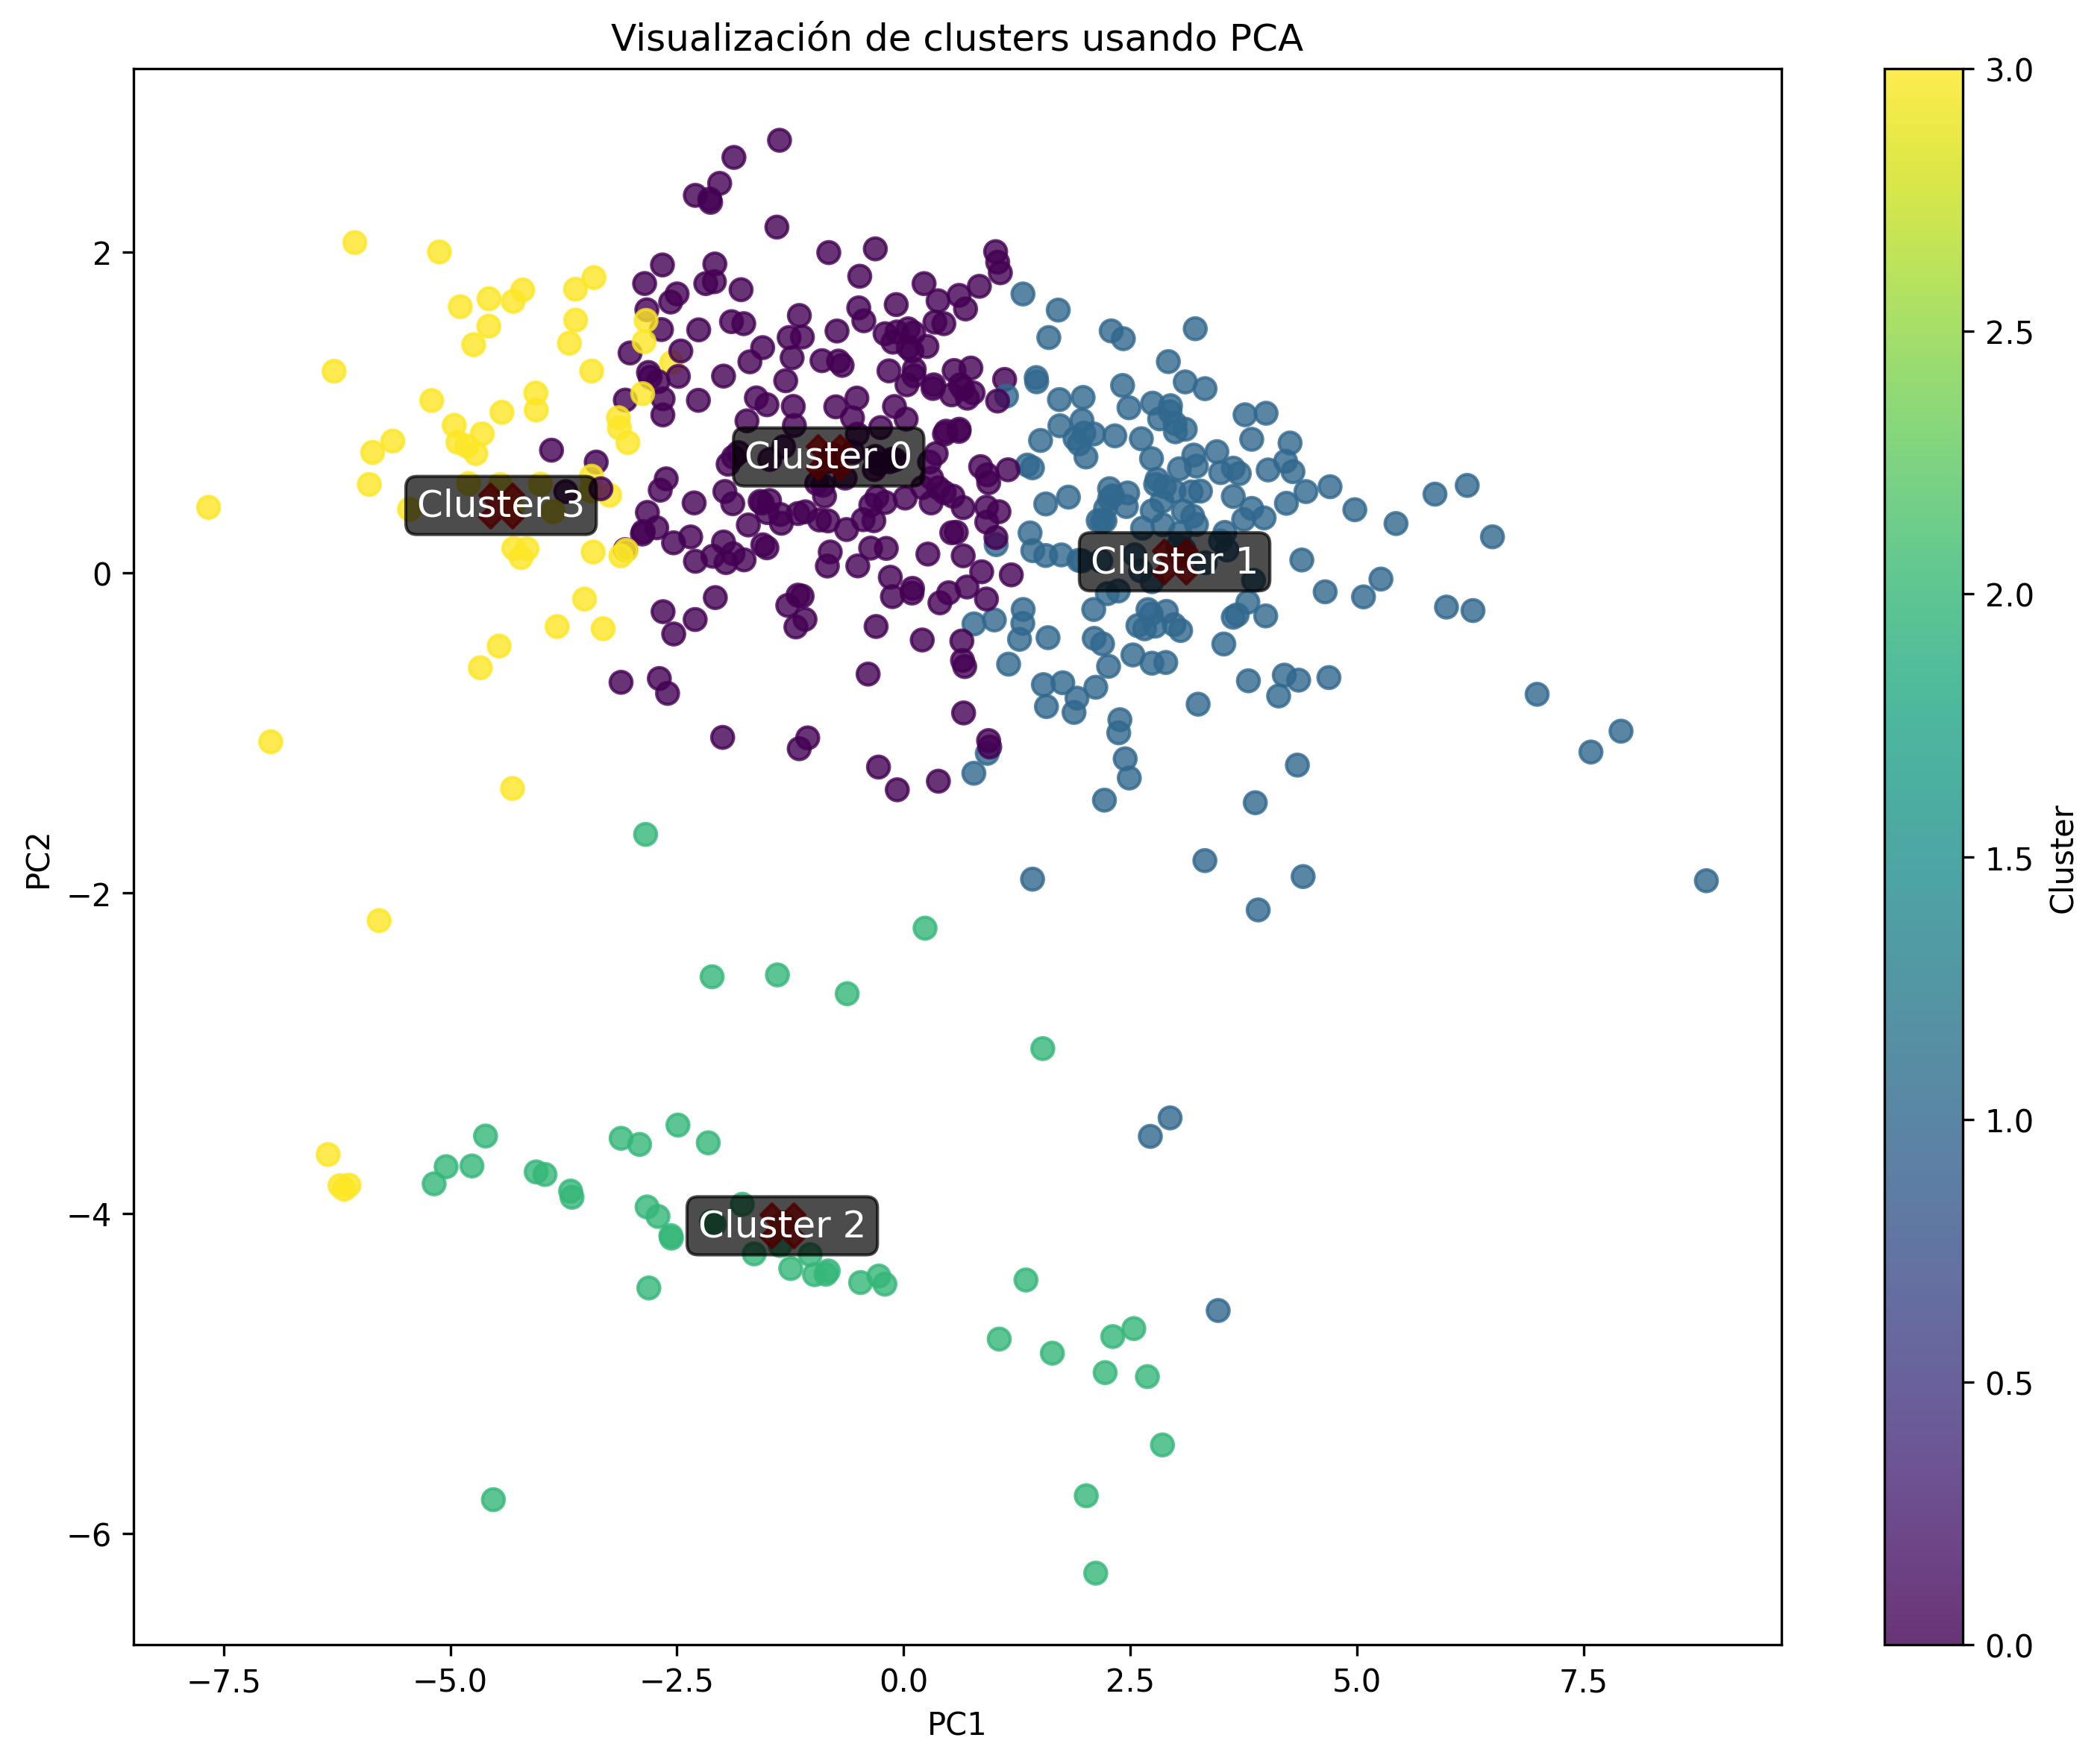 Visualización de clusters usando PCA
3.0
2.5
2.0
1.5
1.0
0.5
0.0
Cluster
2
0
−2
−4
−6
PC2
Cluster 0
Cluster 3
Cluster 1
Cluster 2
−7.5
−5.0
−2.5
0.0
2.5
5.0
7.5
PC1